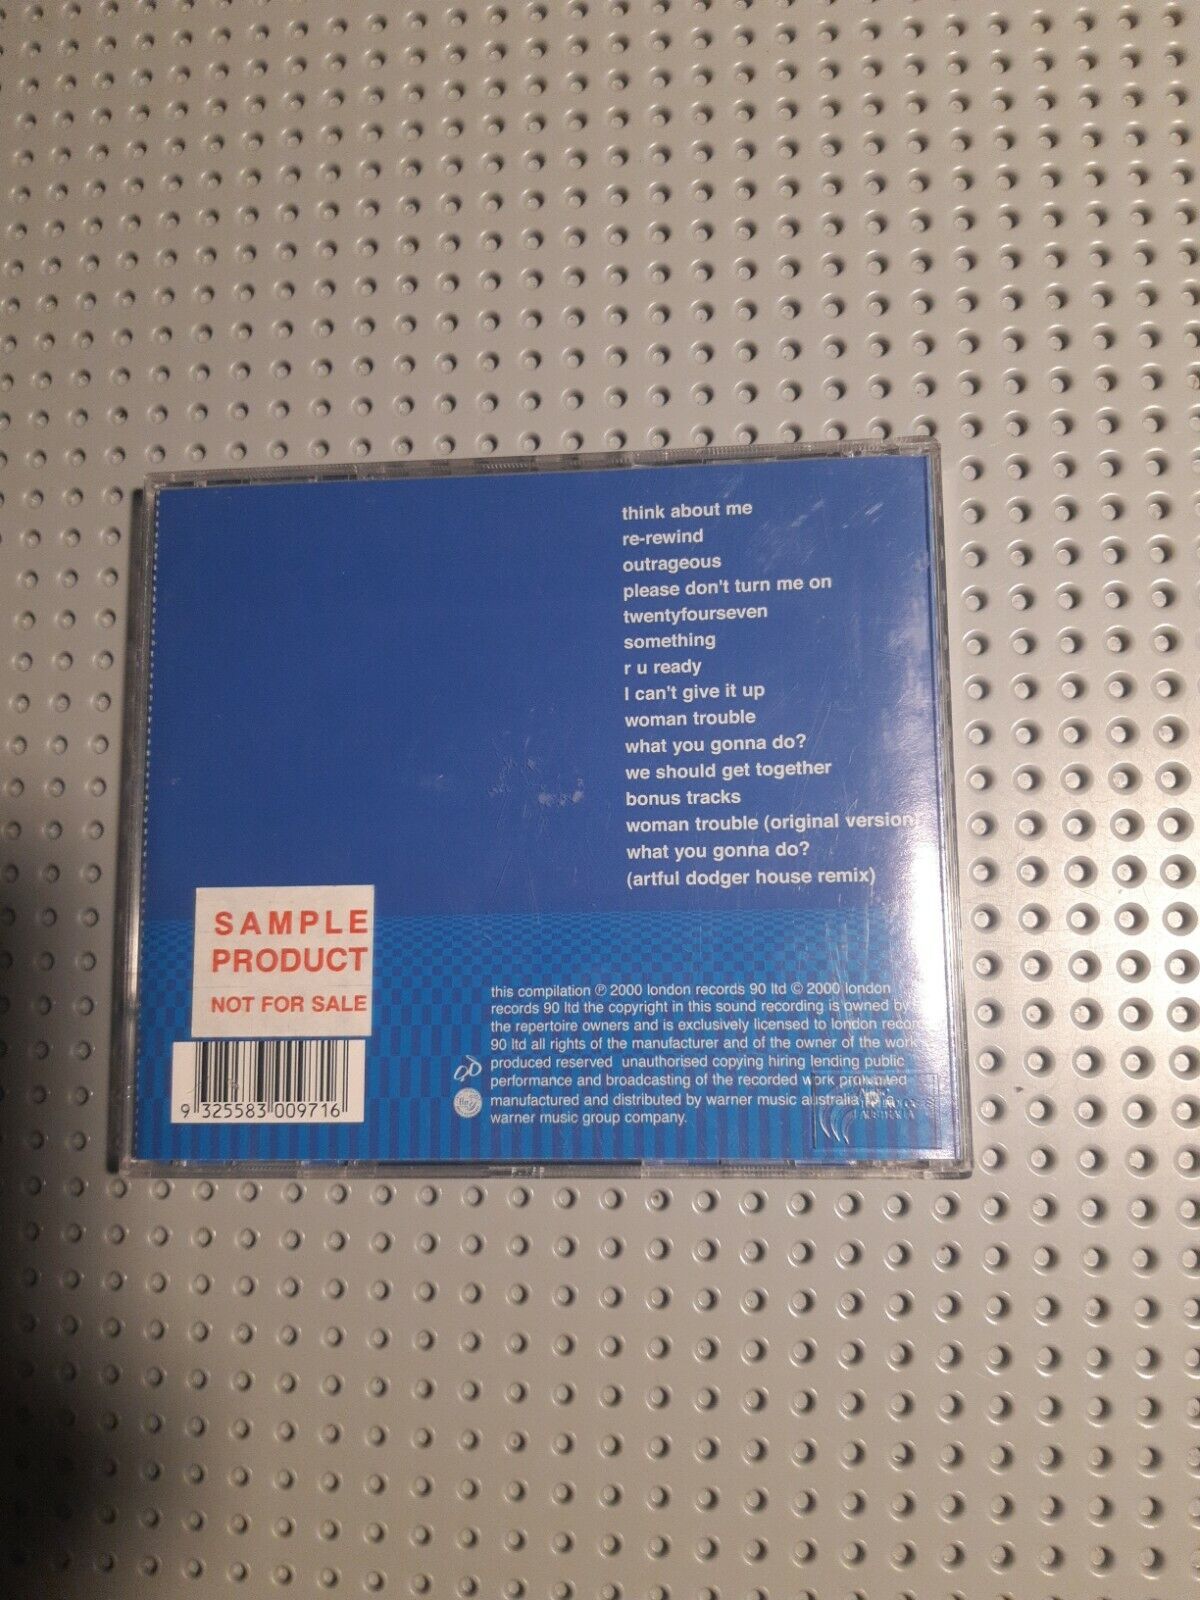 think about me
re-rewind
outrageous
please don't turn me on
twentyfourseven
something
r u ready
I can't give it up
woman trouble
what you gonna do?
we should get together
bonus tracks
woman trouble (original version)
what you gonna do?
(artful dodger house remix)
SAMPLE
PRODUCT
NOT FOR SALE
this compilation ℗ 2000 london records 90 ltd © 2000 london
records 90 ltd the copyright in this sound recording is owned by
the repertoire owners and is exclusively licensed to london records
90 ltd all rights of the manufacturer and of the owner of the work
produced reserved unauthorised copying hiring lending public
performance and broadcasting of the recorded work prohibited
manufactured and distributed by warner music australia a
warner music group company.
9 325583 009716